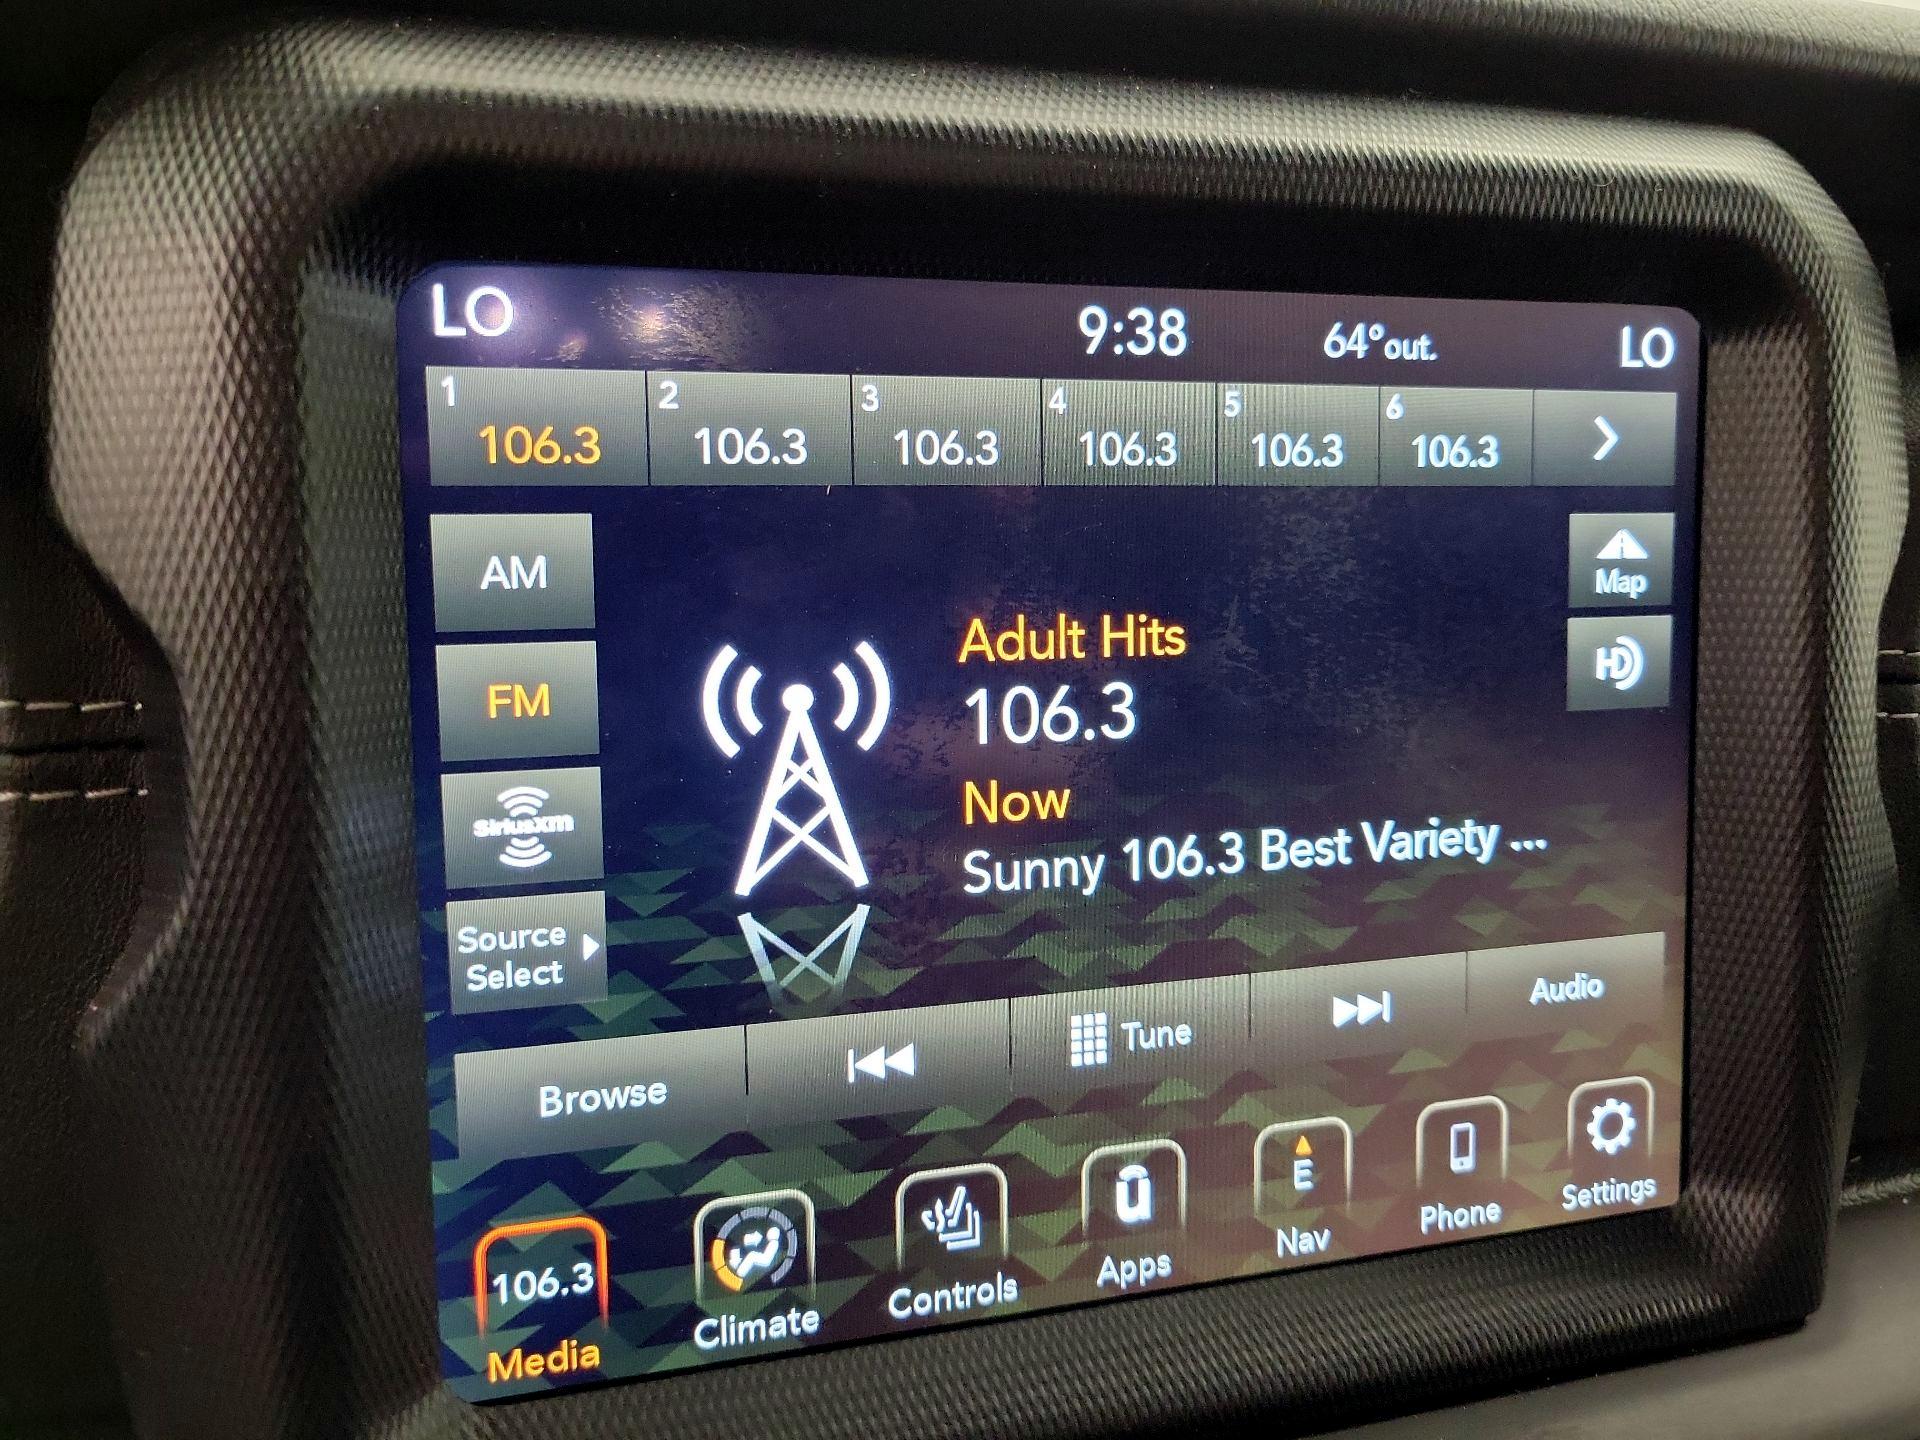 LO 9:38 64°out. LO
1 2 3 4 5 6
106.3 106.3 106.3 106.3 106.3 106.3
AM
FM
SiriusXM
Source
Select
Map
HD
Adult Hits
106.3
Now
Sunny 106.3 Best Variety ...
Browse Tune Audio
106.3 E
Media Climate Controls Apps Nav Phone Settings